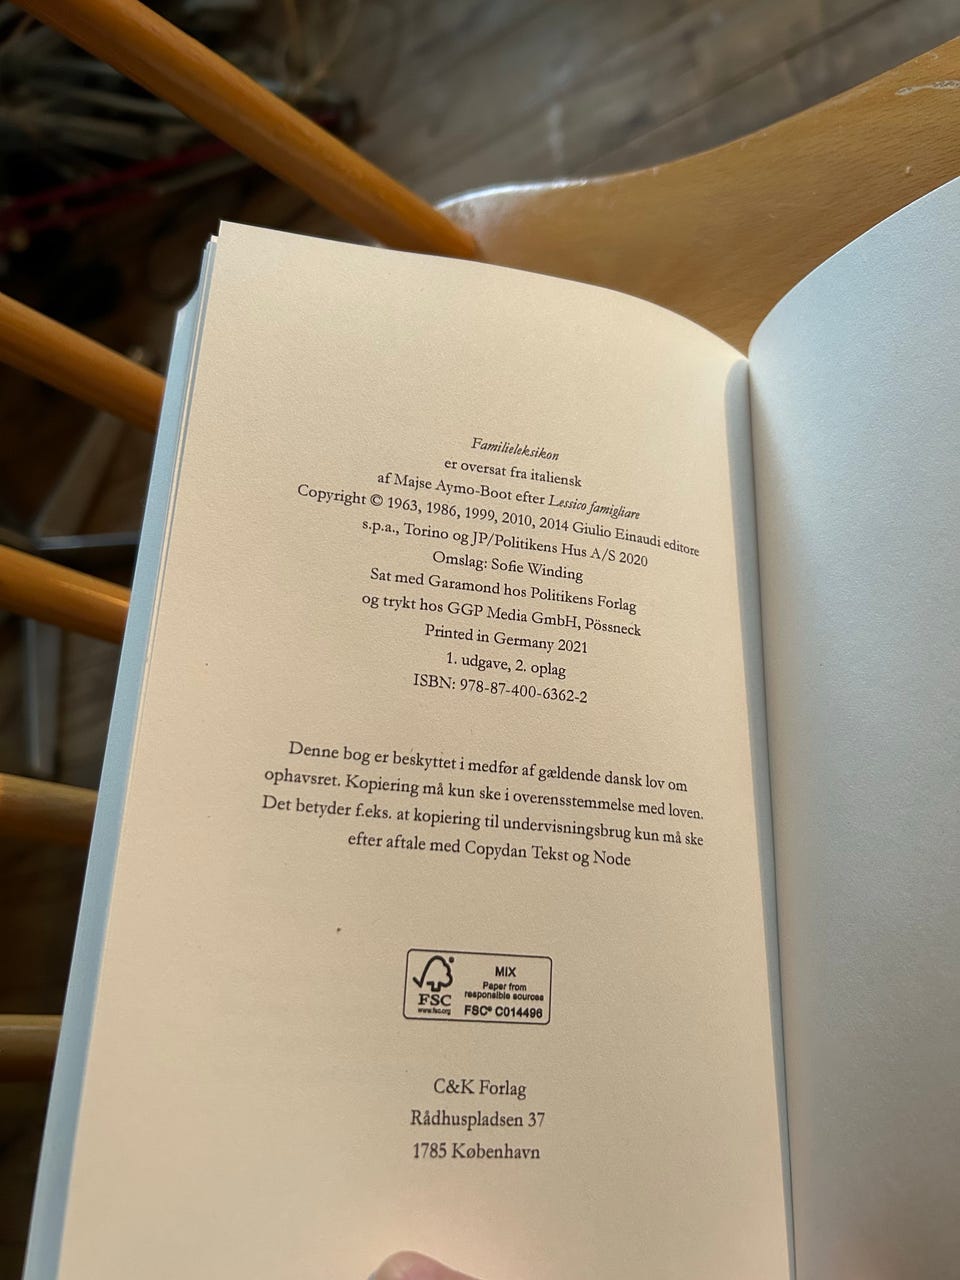 Familieleksikon
er oversat fra italiensk
af Majse Aymo-Boot efter Lessico famigliare
Copyright © 1963, 1986, 1999, 2010, 2014 Giulio Einaudi editore
s.p.a., Torino og JP/Politikens Hus A/S 2020
Omslag: Sofie Winding
Sat med Garamond hos Politikens Forlag
og trykt hos GGP Media GmbH, Pössneck
Printed in Germany 2021
1. udgave, 2. oplag
ISBN: 978-87-400-6362-2
Denne bog er beskyttet i medfør af gældende dansk lov om
ophavsret. Kopiering må kun ske i overensstemmelse med loven.
Det betyder f.eks. at kopiering til undervisningsbrug kun må ske
efter aftale med Copydan Tekst og Node
FSC
www.fsc.org
MIX
Paper from
responsible sources
FSC® C014496
C&K Forlag
Rådhuspladsen 37
1785 København